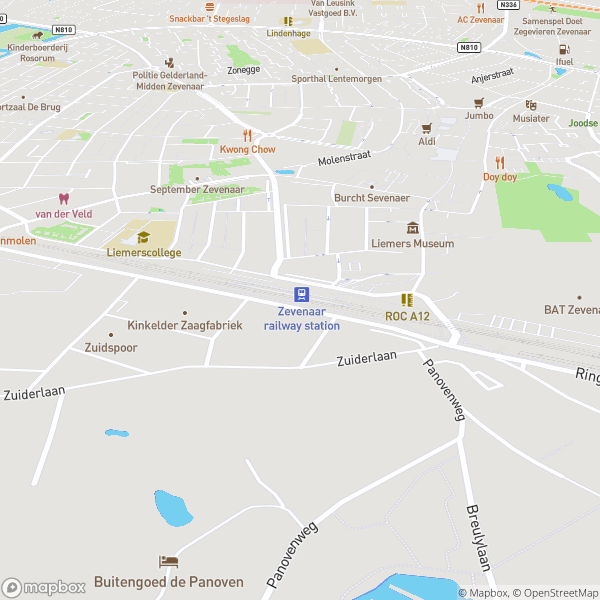 Snackbar 't Stegeslag
Van Leusink
Vastgoed B.V.
N336
AC Zevenaar
Samenspel Doet
Zegevieren Zevenaar
N810
Lindenhage
Kinderboerderij
Rosorum
N810
Ifuel
Politie Gelderland-
Midden Zevenaar
Zonegge
Sporthal Lentemorgen
Anjerstraat
ortzaal De Brug
Jumbo
Musiater
Joodse
Kwong Chow
Aldi
Molenstraat
Doy doy
September Zevenaar
Burcht Sevenaer
van der Veld
Liemers Museum
nmolen
Liemerscollege
BAT Zevena
Zevenaar
railway station
ROC A12
Kinkelder Zaagfabriek
Zuidspoor
Zuiderlaan
Ring
Zuiderlaan
Panovenweg
Breullylaan
Panovenweg
Buitengoed de Panoven
mapbox
© Mapbox, © OpenStreetMap